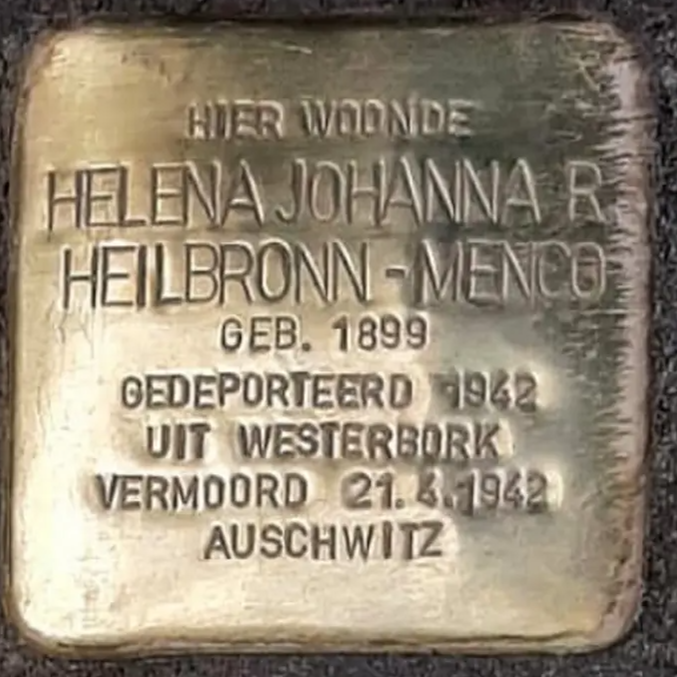 HIER WOONDE
HELENA JOHANNA R.
HEILBRONN - MENCO
GEB. 1899
GEDEPORTEERD 1942
UIT WESTERBORK
VERMOORD 21.4.1942
AUSCHWITZ